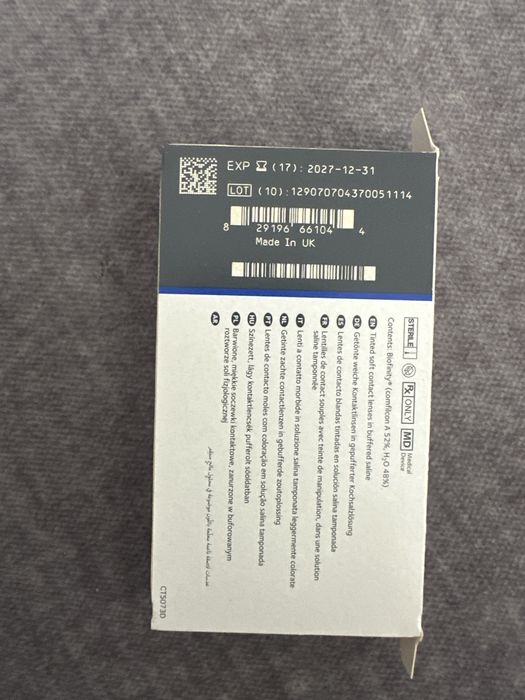 EXP (17): 2027-12-31
LOT (10):129070704370051114
8 29196 66104 4
Made In UK
STERILE Rx ONLY MD Medical Device
Contents: Biofinity® (comfilcon A 52%, H₂O 48%)
EN Tinted soft contact lenses in buffered saline
DE Getönte weiche Kontaktlinsen in gepufferter Kochsalzlösung
ES Lentes de contacto blandas tintadas en solución salina tamponada
FR Lentilles de contact souples avec teinte de manipulation, dans une solution
saline tamponnée
IT Lenti a contatto morbide in soluzione salina tamponata leggermente colorate
NL Getinte zachte contactlenzen in gebufferde zoutoplossing
PT Lentes de contacto moles com coloração em solução salina tamponada
HU Színezett, lágy kontaktlencsék pufferolt sóoldatban
PL Barwione, miękkie soczewki kontaktowe, zanurzone w buforowanym
roztworze soli fizjologicznej
AR
CTS073D